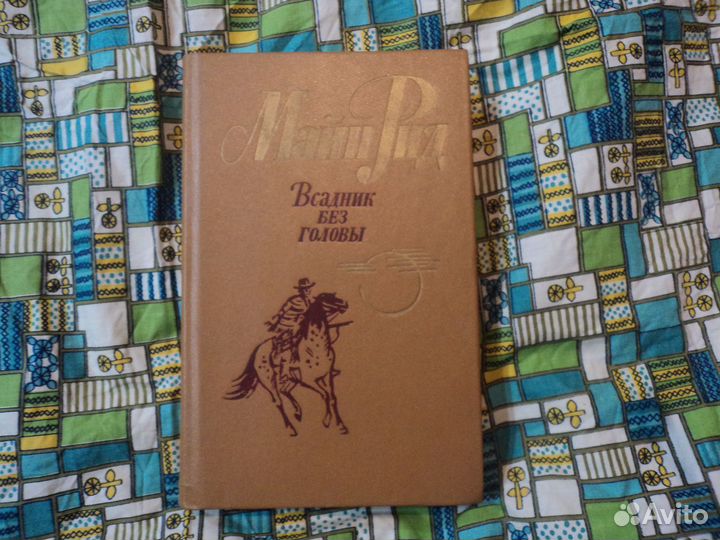 Майн Рид
Всадник
без
головы
Avito